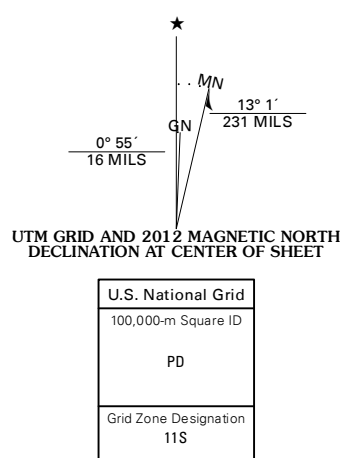 MN
13° 1´
231 MILS
GN
0° 55´
16 MILS
UTM GRID AND 2012 MAGNETIC NORTH
DECLINATION AT CENTER OF SHEET
U.S. National Grid
100,000-m Square ID
PD
Grid Zone Designation
11S